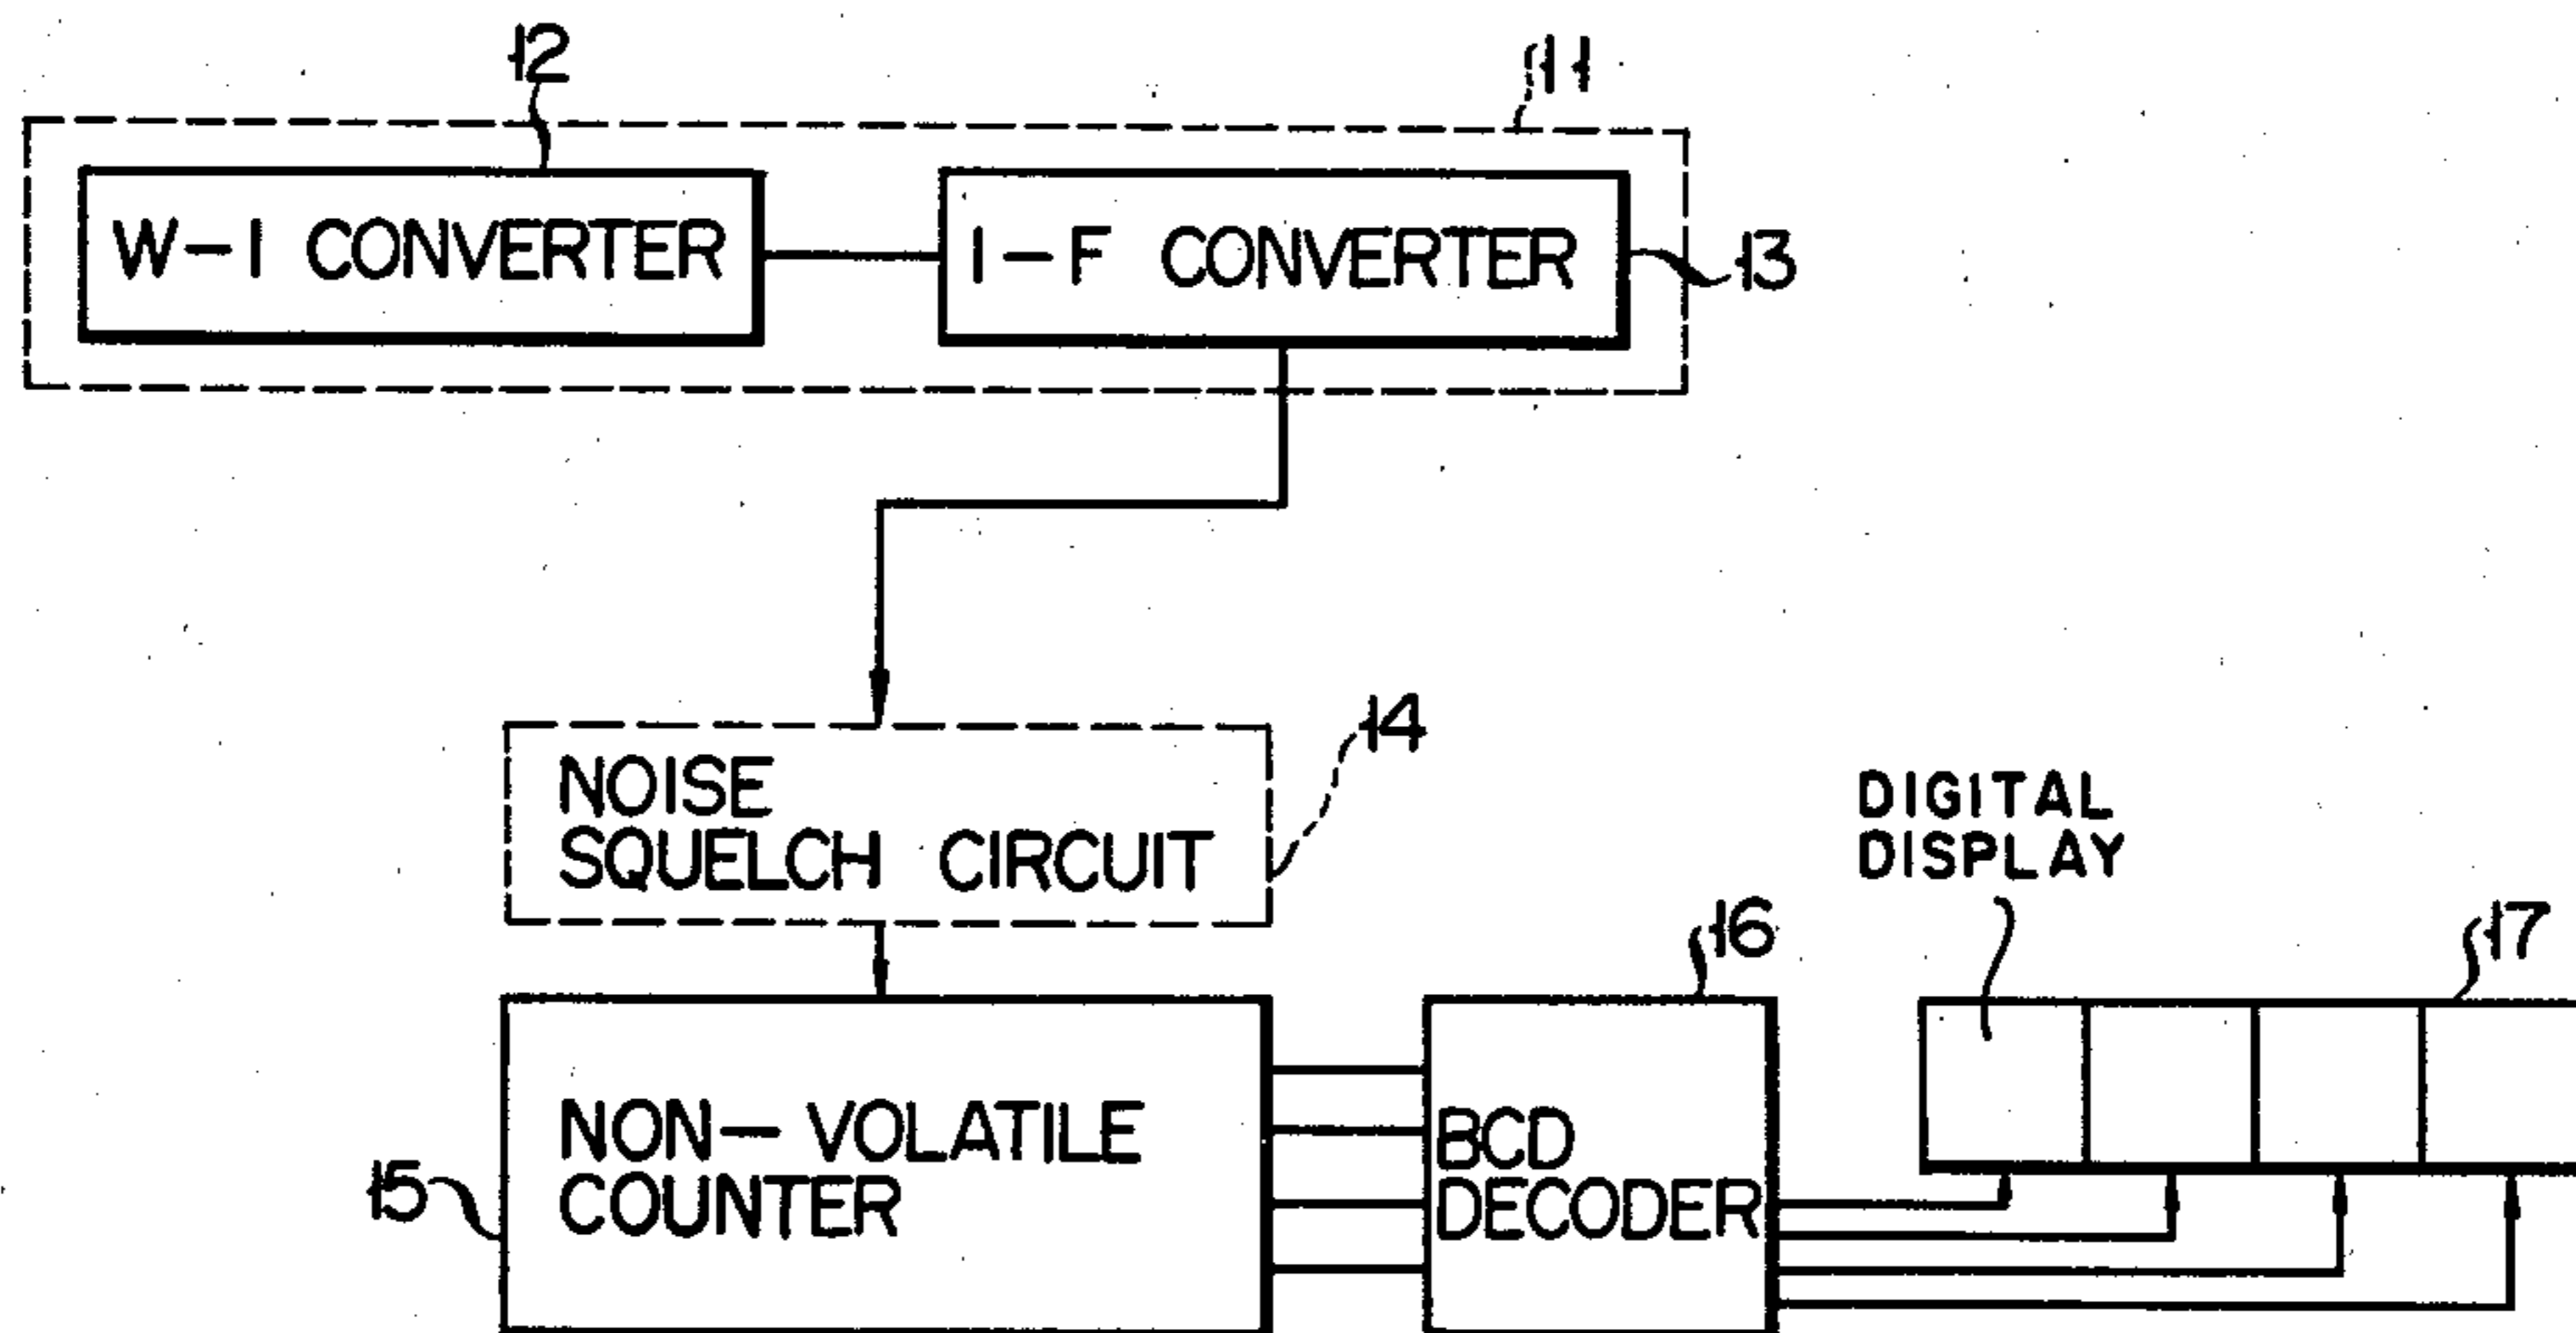 12
11
W-I CONVERTER
I-F CONVERTER
13
14
NOISE
SQUELCH CIRCUIT
DIGITAL
DISPLAY
16
17
15
NON-VOLATILE
COUNTER
BCD
DECODER